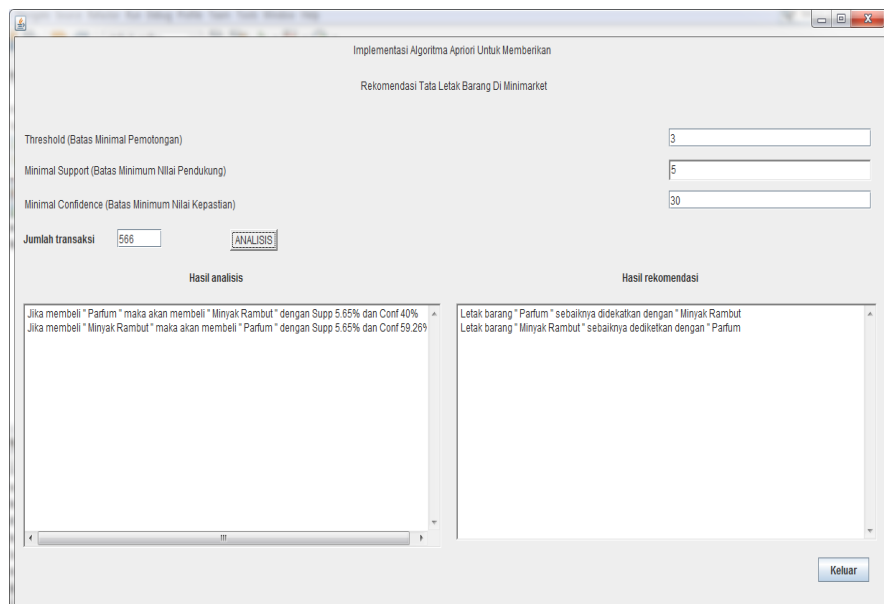 Implementasi Algoritma Apriori Untuk Memberikan
Rekomendasi Tata Letak Barang Di Minimarket
Threshold (Batas Minimal Pemotongan)
3
Minimal Support (Batas Minimum NIlai Pendukung)
5
Minimal Confidence (Batas Minimum Nilai Kepastian)
30
Jumlah transaksi 566 ANALISIS
Hasil analisis
Jika membeli " Parfum " maka akan membeli " Minyak Rambut " dengan Supp 5.65% dan Conf 40%
Jika membeli " Minyak Rambut " maka akan membeli " Parfum " dengan Supp 5.65% dan Conf 59.26%
Hasil rekomendasi
Letak barang " Parfum " sebaiknya didekatkan dengan " Minyak Rambut
Letak barang " Minyak Rambut " sebaiknya dediketkan dengan " Parfum
Keluar